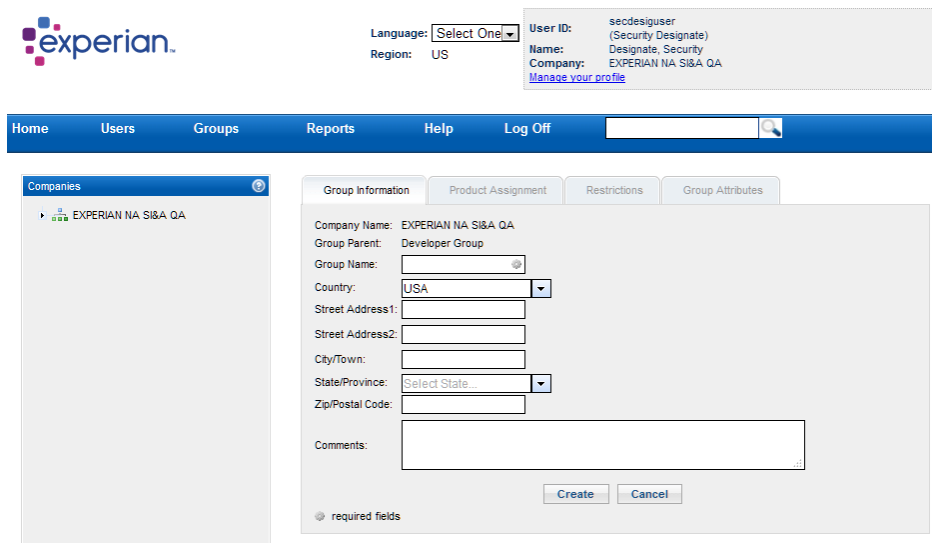 experian™
Language: Select One
Region: US
User ID: secdesiguser
(Security Designate)
Name: Designate, Security
Company: EXPERIAN NA SI&A QA
Manage your profile
Home Users Groups Reports Help Log Off
Companies
EXPERIAN NA SI&A QA
Group Information Product Assignment Restrictions Group Attributes
Company Name: EXPERIAN NA SI&A QA
Group Parent: Developer Group
Group Name:
Country: USA
Street Address1:
Street Address2:
City/Town:
State/Province: Select State...
Zip/Postal Code:
Comments:
Create Cancel
required fields